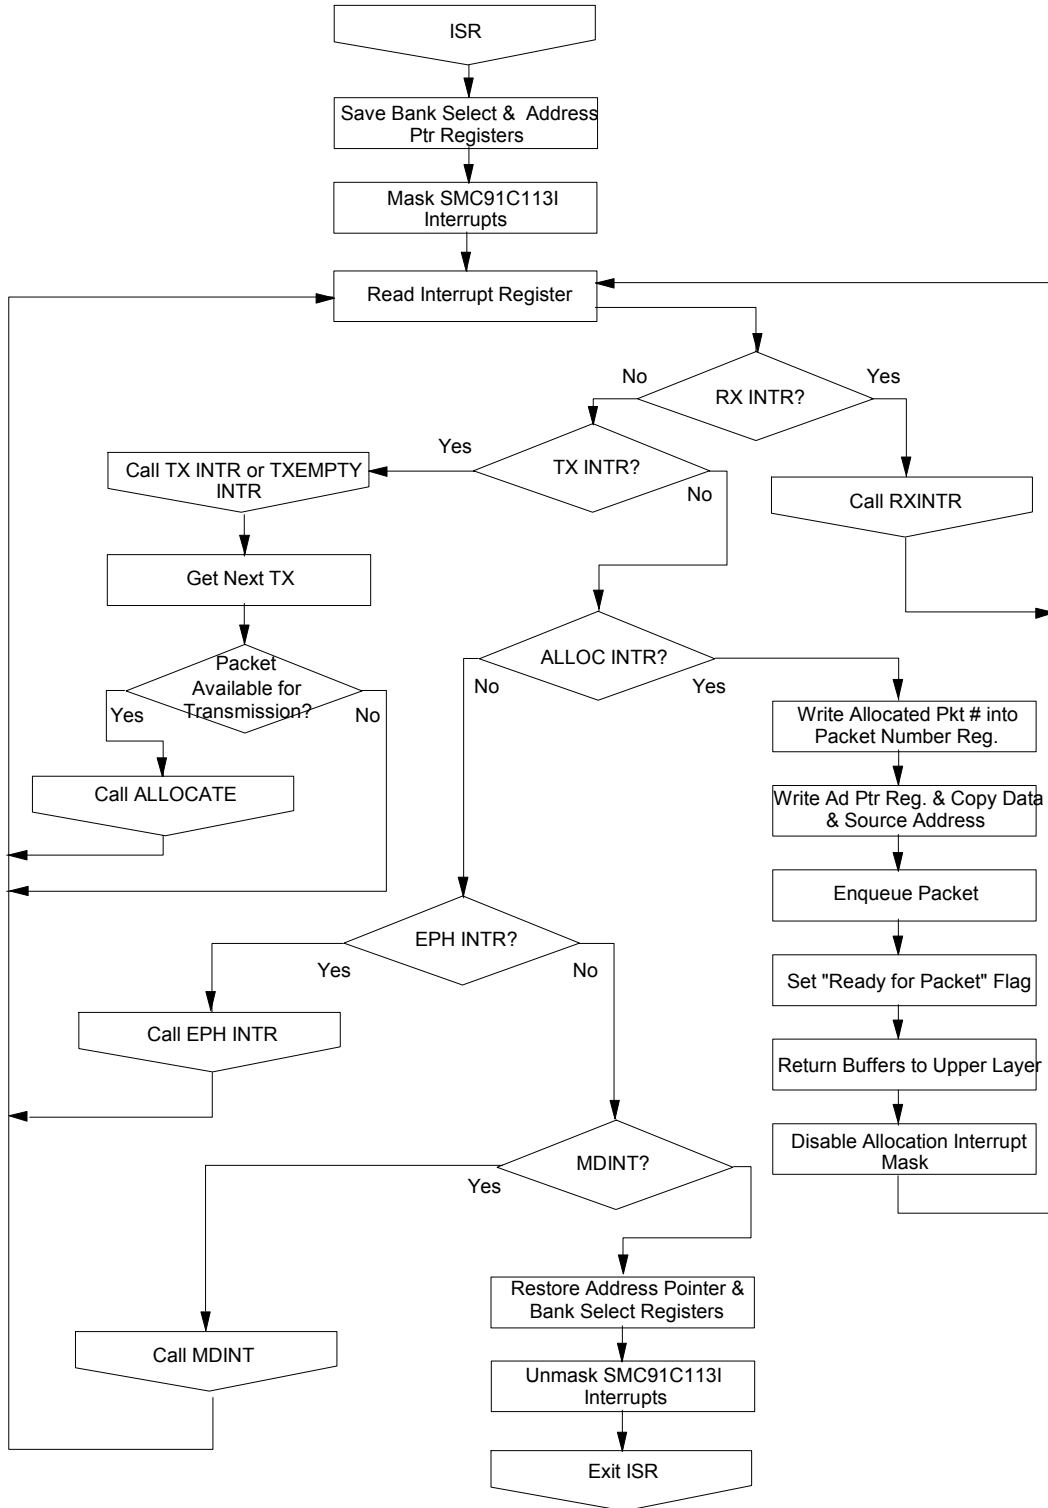 ISR
Save Bank Select & Address
Ptr Registers
Mask SMC91C113I
Interrupts
Read Interrupt Register
No
RX INTR?
Yes
Yes
TX INTR?
No
Call TX INTR or TXEMPTY
INTR
Call RXINTR
Get Next TX
ALLOC INTR?
No
Yes
Packet
Available for
Transmission?
Yes
No
Write Allocated Pkt # into
Packet Number Reg.
Call ALLOCATE
Write Ad Ptr Reg. & Copy Data
& Source Address
Enqueue Packet
EPH INTR?
Yes
No
Set "Ready for Packet" Flag
Call EPH INTR
Return Buffers to Upper Layer
Disable Allocation Interrupt
Mask
MDINT?
Yes
Restore Address Pointer &
Bank Select Registers
Call MDINT
Unmask SMC91C113I
Interrupts
Exit ISR